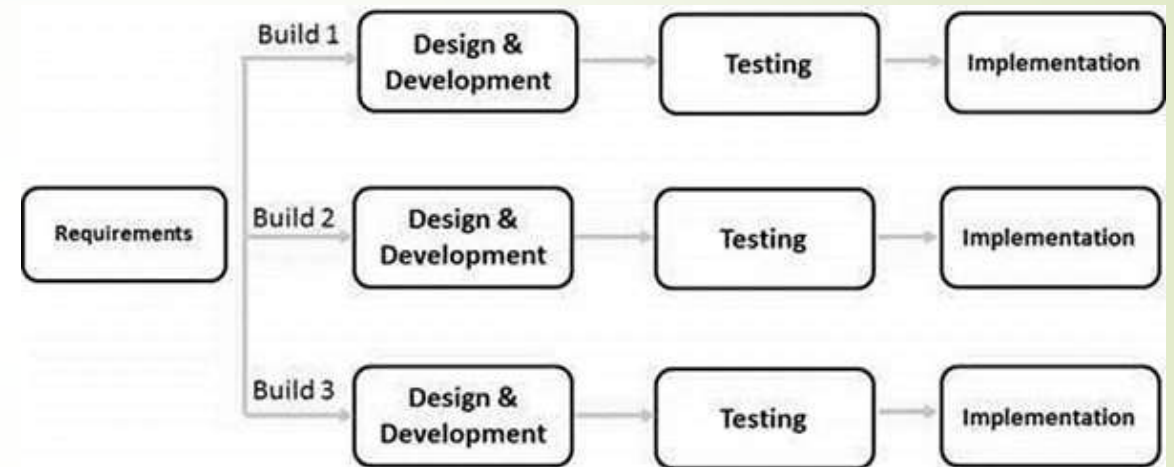 Build 1
Design &
Development
Testing
Implementation
Requirements
Build 2
Design &
Development
Testing
Implementation
Build 3
Design &
Development
Testing
Implementation